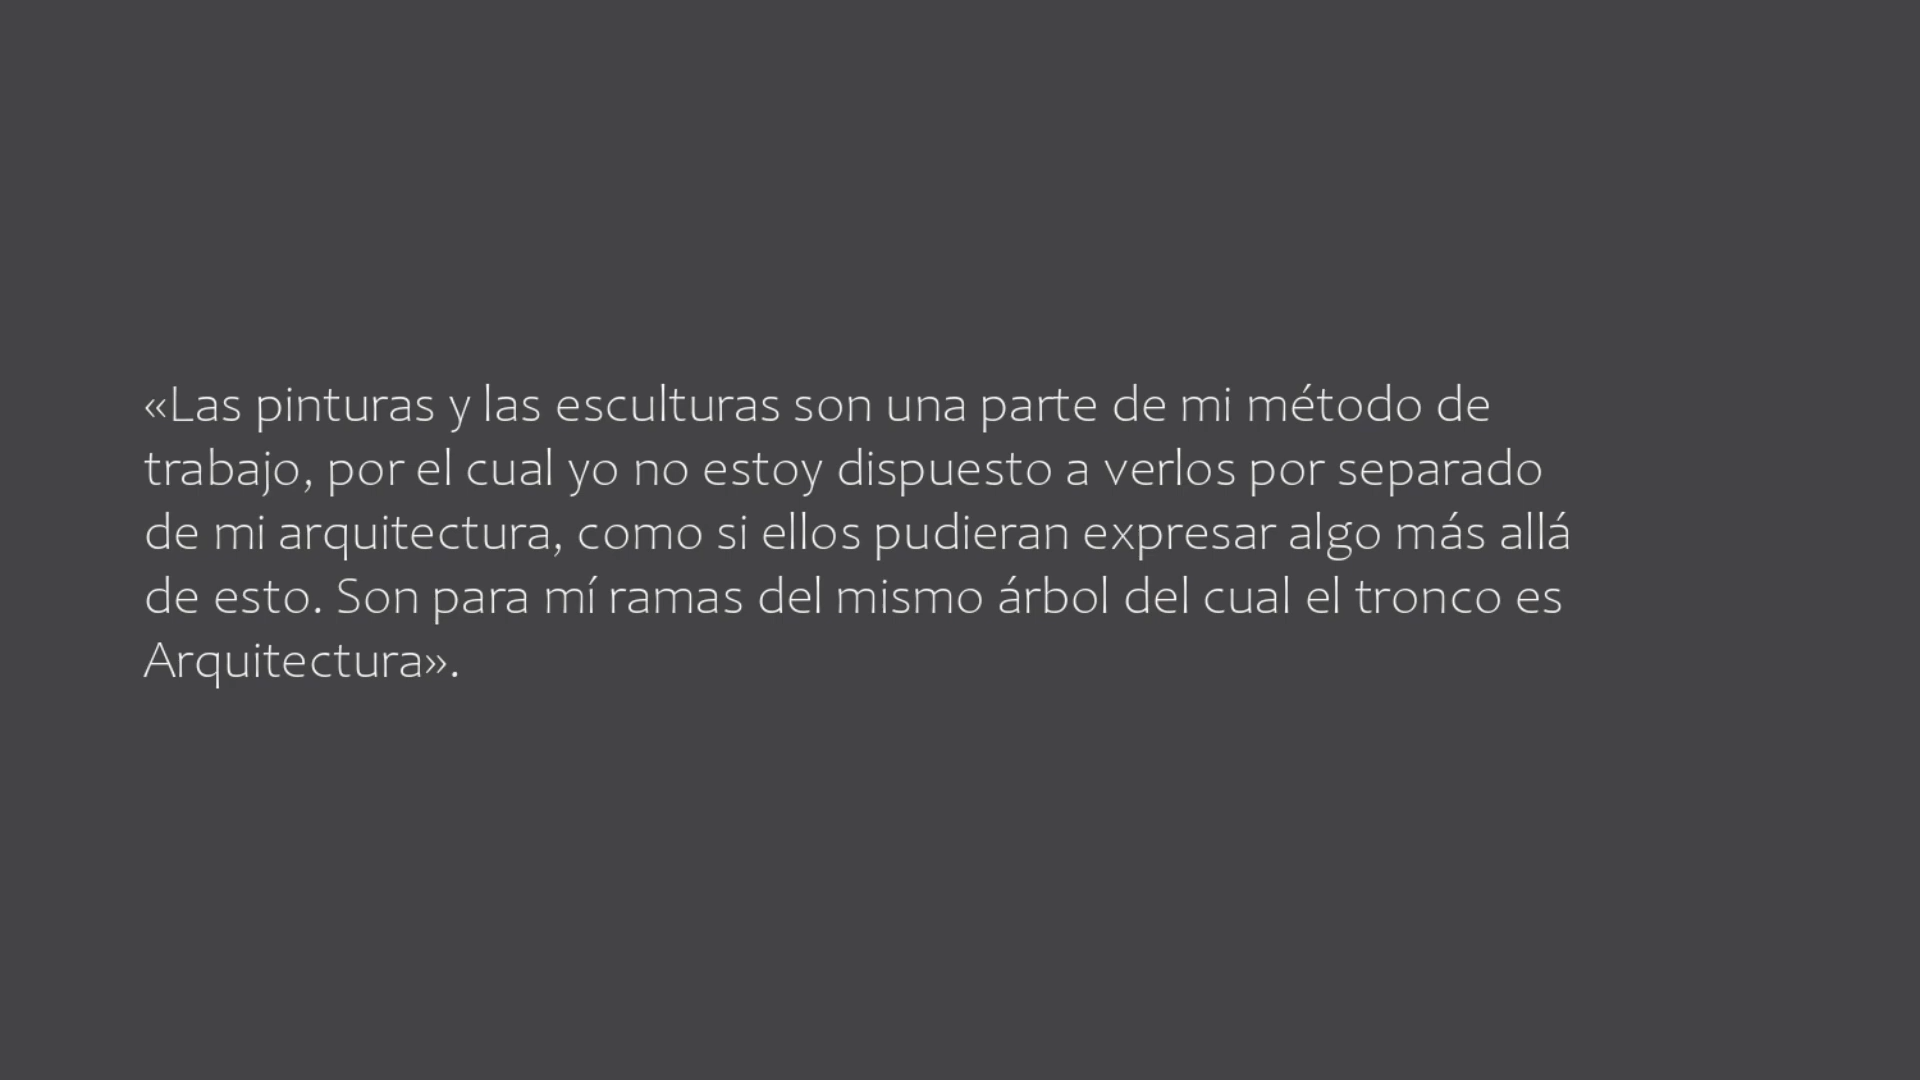 «Las pinturas y las esculturas son una parte de mi método de
trabajo, por el cual yo no estoy dispuesto a verlos por separado
de mi arquitectura, como si ellos pudieran expresar algo más allá
de esto. Son para mí ramas del mismo árbol del cual el tronco es
Arquitectura».